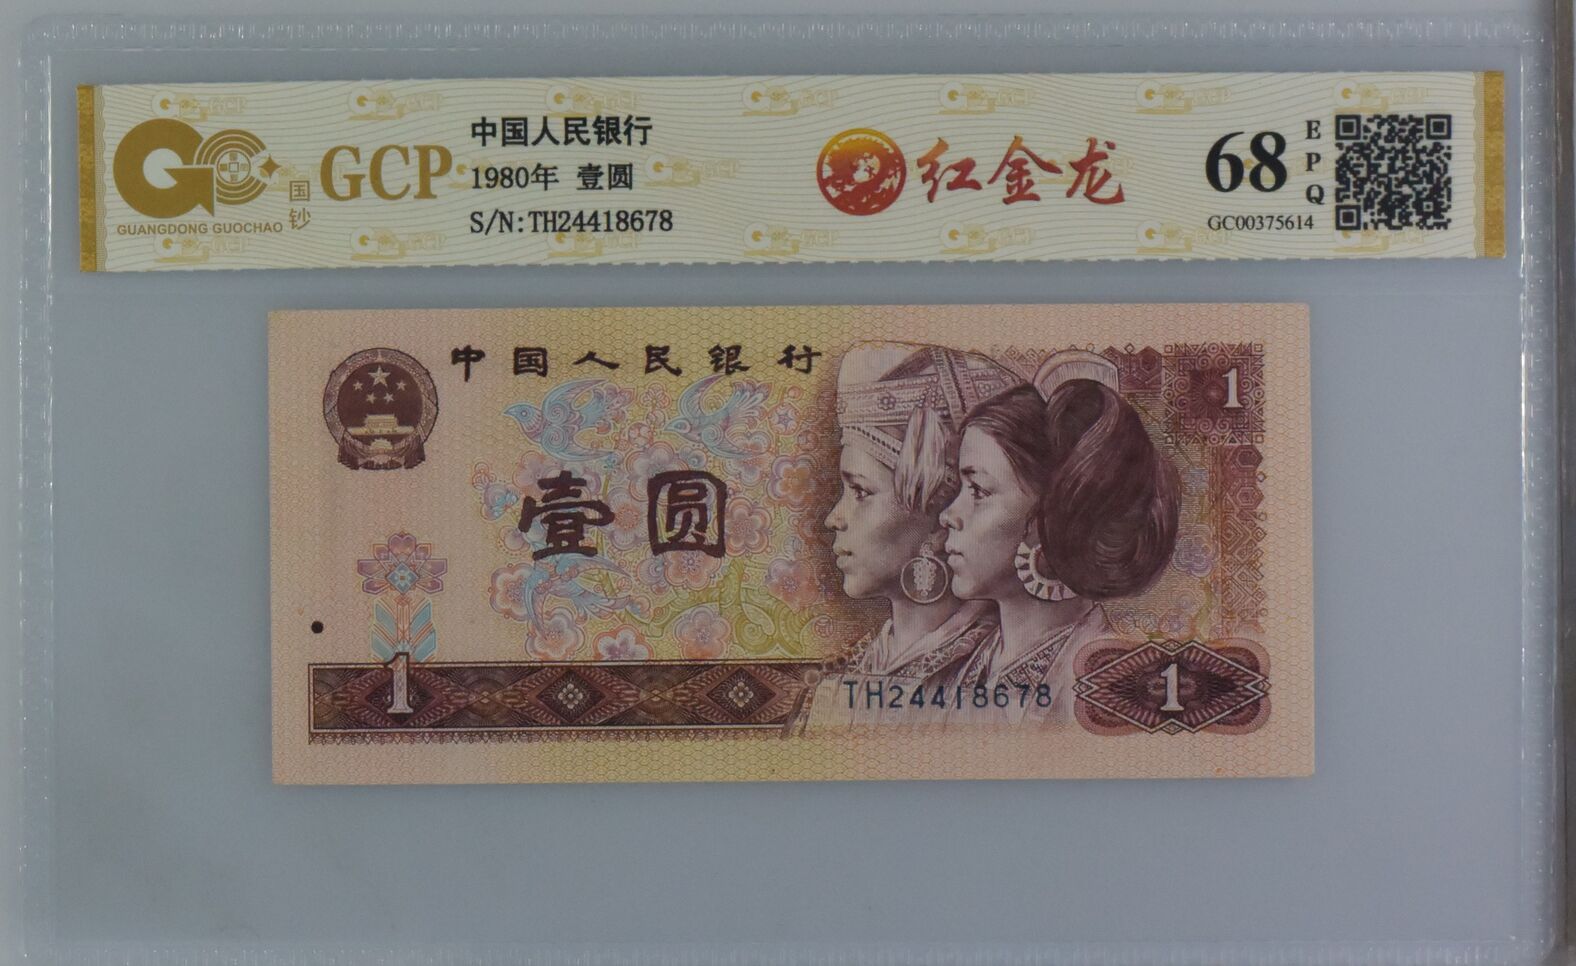 GUANGDONG GUOCHAO
国钞
GCP
中国人民银行
1980年 壹圆
S/N:TH24418678
红金龙
68
EPQ
GC00375614
中国人民银行
1
壹圆
1
TH24418678
1